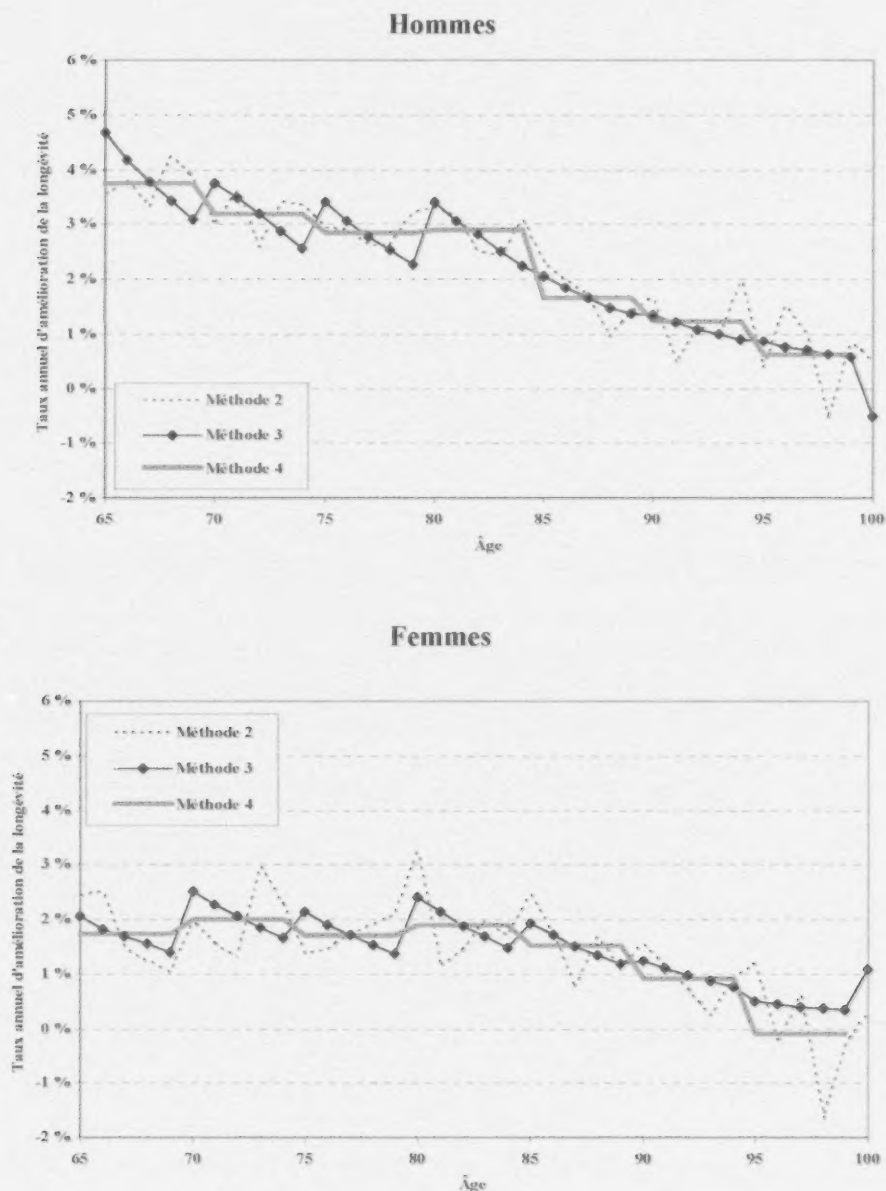 Hommes
Taux annuel d'amélioration de la longévité
6 %
5 %
4 %
3 %
2 %
1 %
0 %
-1 %
-2 %
Méthode 2
Méthode 3
Méthode 4
65
70
75
80
85
90
95
100
Âge
Femmes
Taux annuel d'amélioration de la longévité
6 %
5 %
4 %
3 %
2 %
1 %
0 %
-1 %
-2 %
Méthode 2
Méthode 3
Méthode 4
65
70
75
80
85
90
95
100
Âge